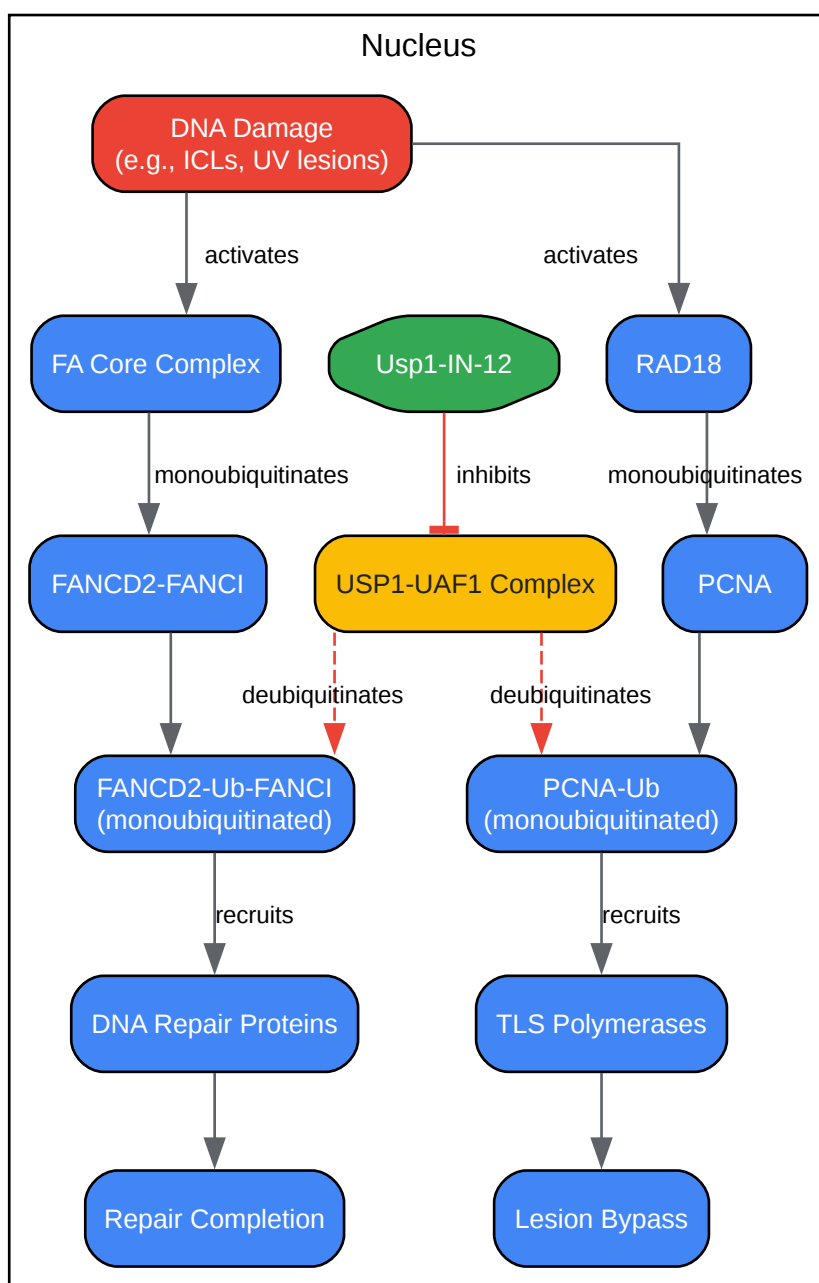 Nucleus
DNA Damage
(e.g., ICLs, UV lesions)
activates
activates
FA Core Complex
Usp1-IN-12
RAD18
monoubiquitinates
inhibits
monoubiquitinates
FANCD2-FANCI
USP1-UAF1 Complex
PCNA
deubiquitinates
deubiquitinates
FANCD2-Ub-FANCI
(monoubiquitinated)
PCNA-Ub
(monoubiquitinated)
recruits
recruits
DNA Repair Proteins
TLS Polymerases
Repair Completion
Lesion Bypass